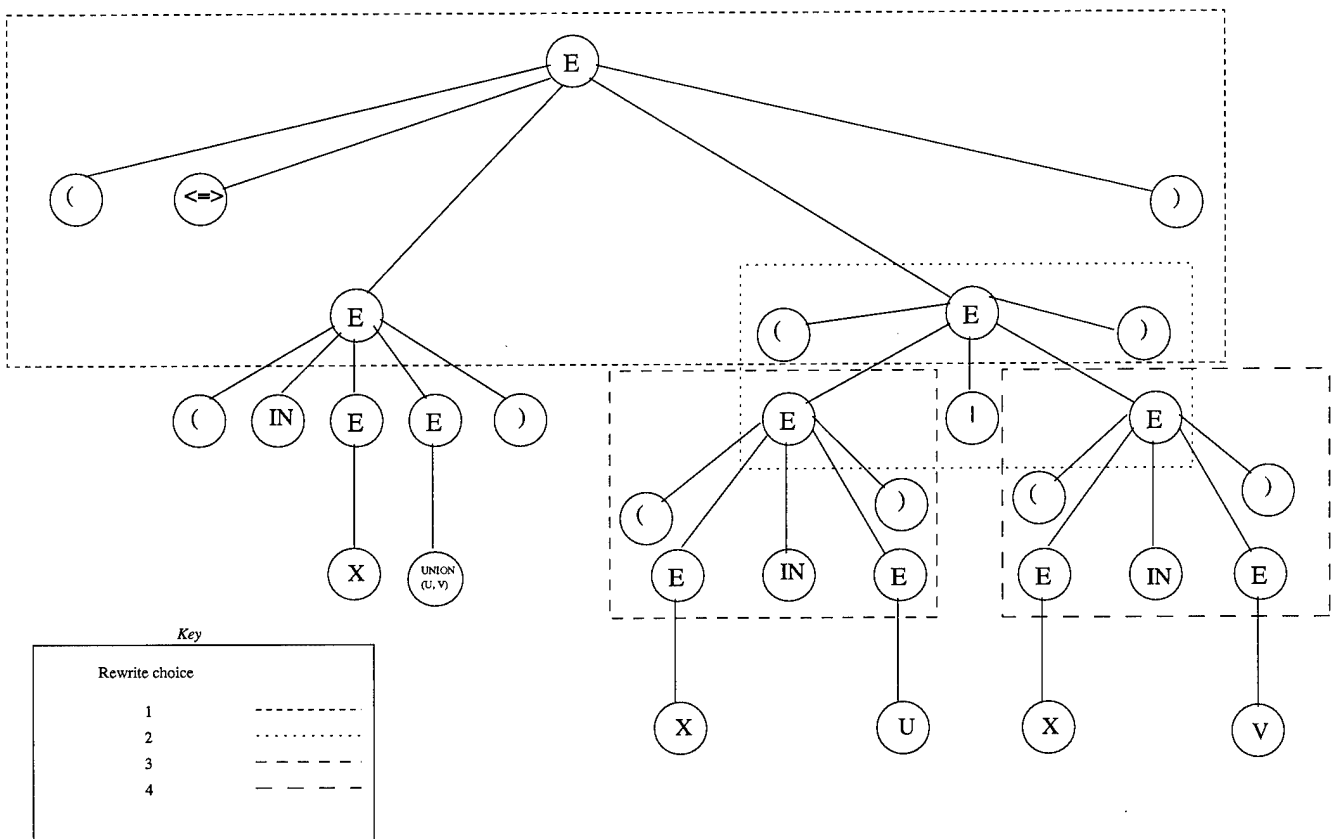 E
( <=> )
E
( E )
( IN E E )
E | E
( ) ( )
X UNION (U, V)
E IN E
E IN E
X U X V
Key
Rewrite choice
1
2
3
4